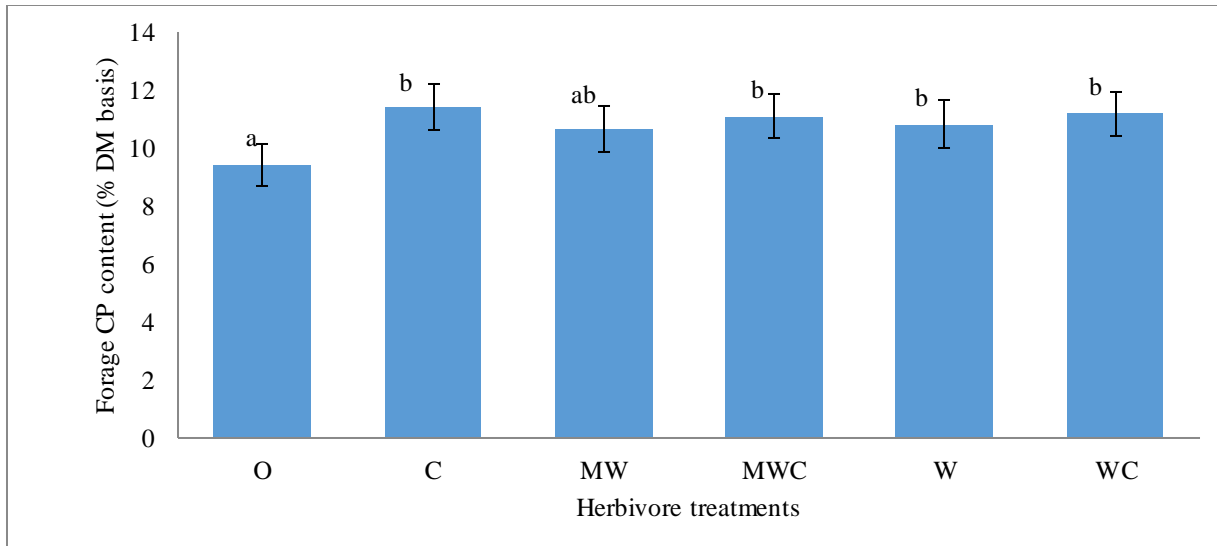 Forage CP content (% DM basis)
14
12
10
8
6
4
2
0
a
b
ab
b
b
b
O
C
MW
MWC
W
WC
Herbivore treatments